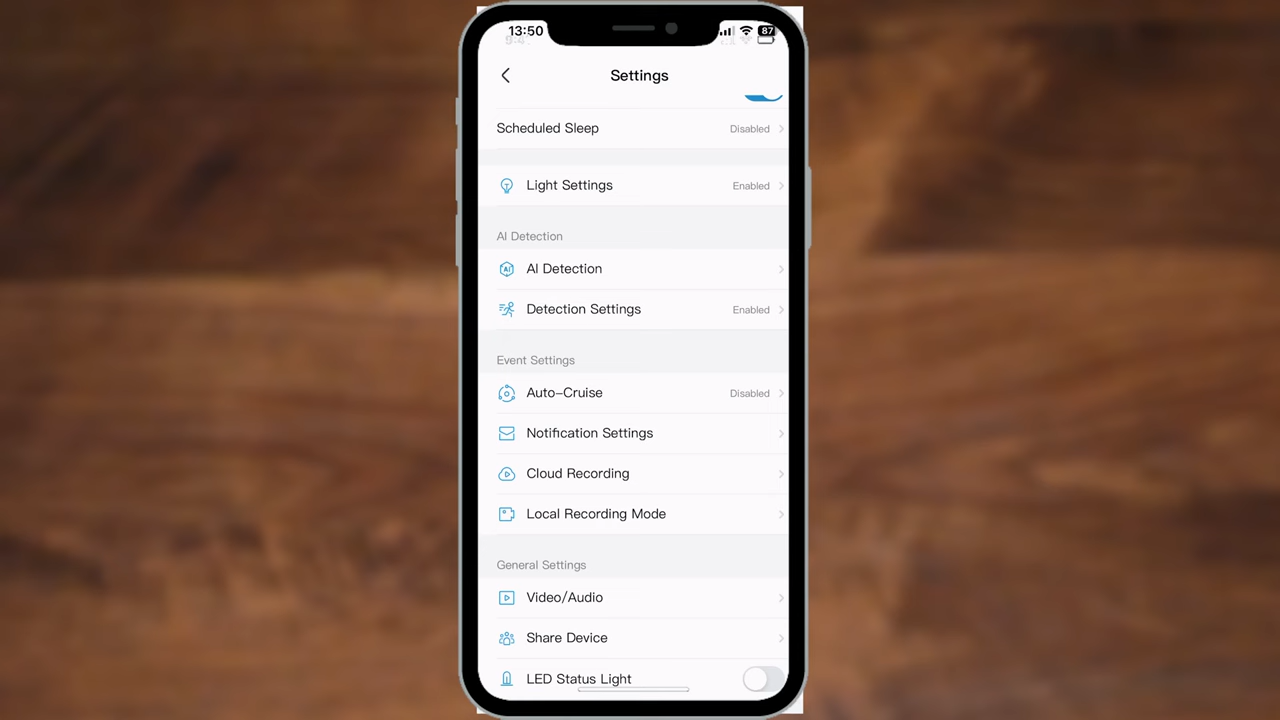 13:50
87
Settings
Scheduled Sleep Disabled
Light Settings Enabled
AI Detection
AI Detection
Detection Settings Enabled
Event Settings
Auto-Cruise Disabled
Notification Settings
Cloud Recording
Local Recording Mode
General Settings
Video/Audio
Share Device
LED Status Light